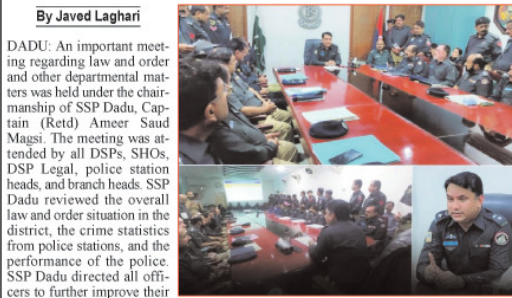 By Javed Laghari
DADU: An important meet-
ing regarding law and order
and other departmental mat-
ters was held under the chair-
manship of SSP Dadu, Cap-
tain (Retd) Ameer Saud
Magsi. The meeting was at-
tended by all DSPs, SHOs,
DSP Legal, police station
heads, and branch heads. SSP
Dadu reviewed the overall
law and order situation in the
district, the crime statistics
from police stations, and the
performance of the police.
SSP Dadu directed all offi-
cers to further improve their